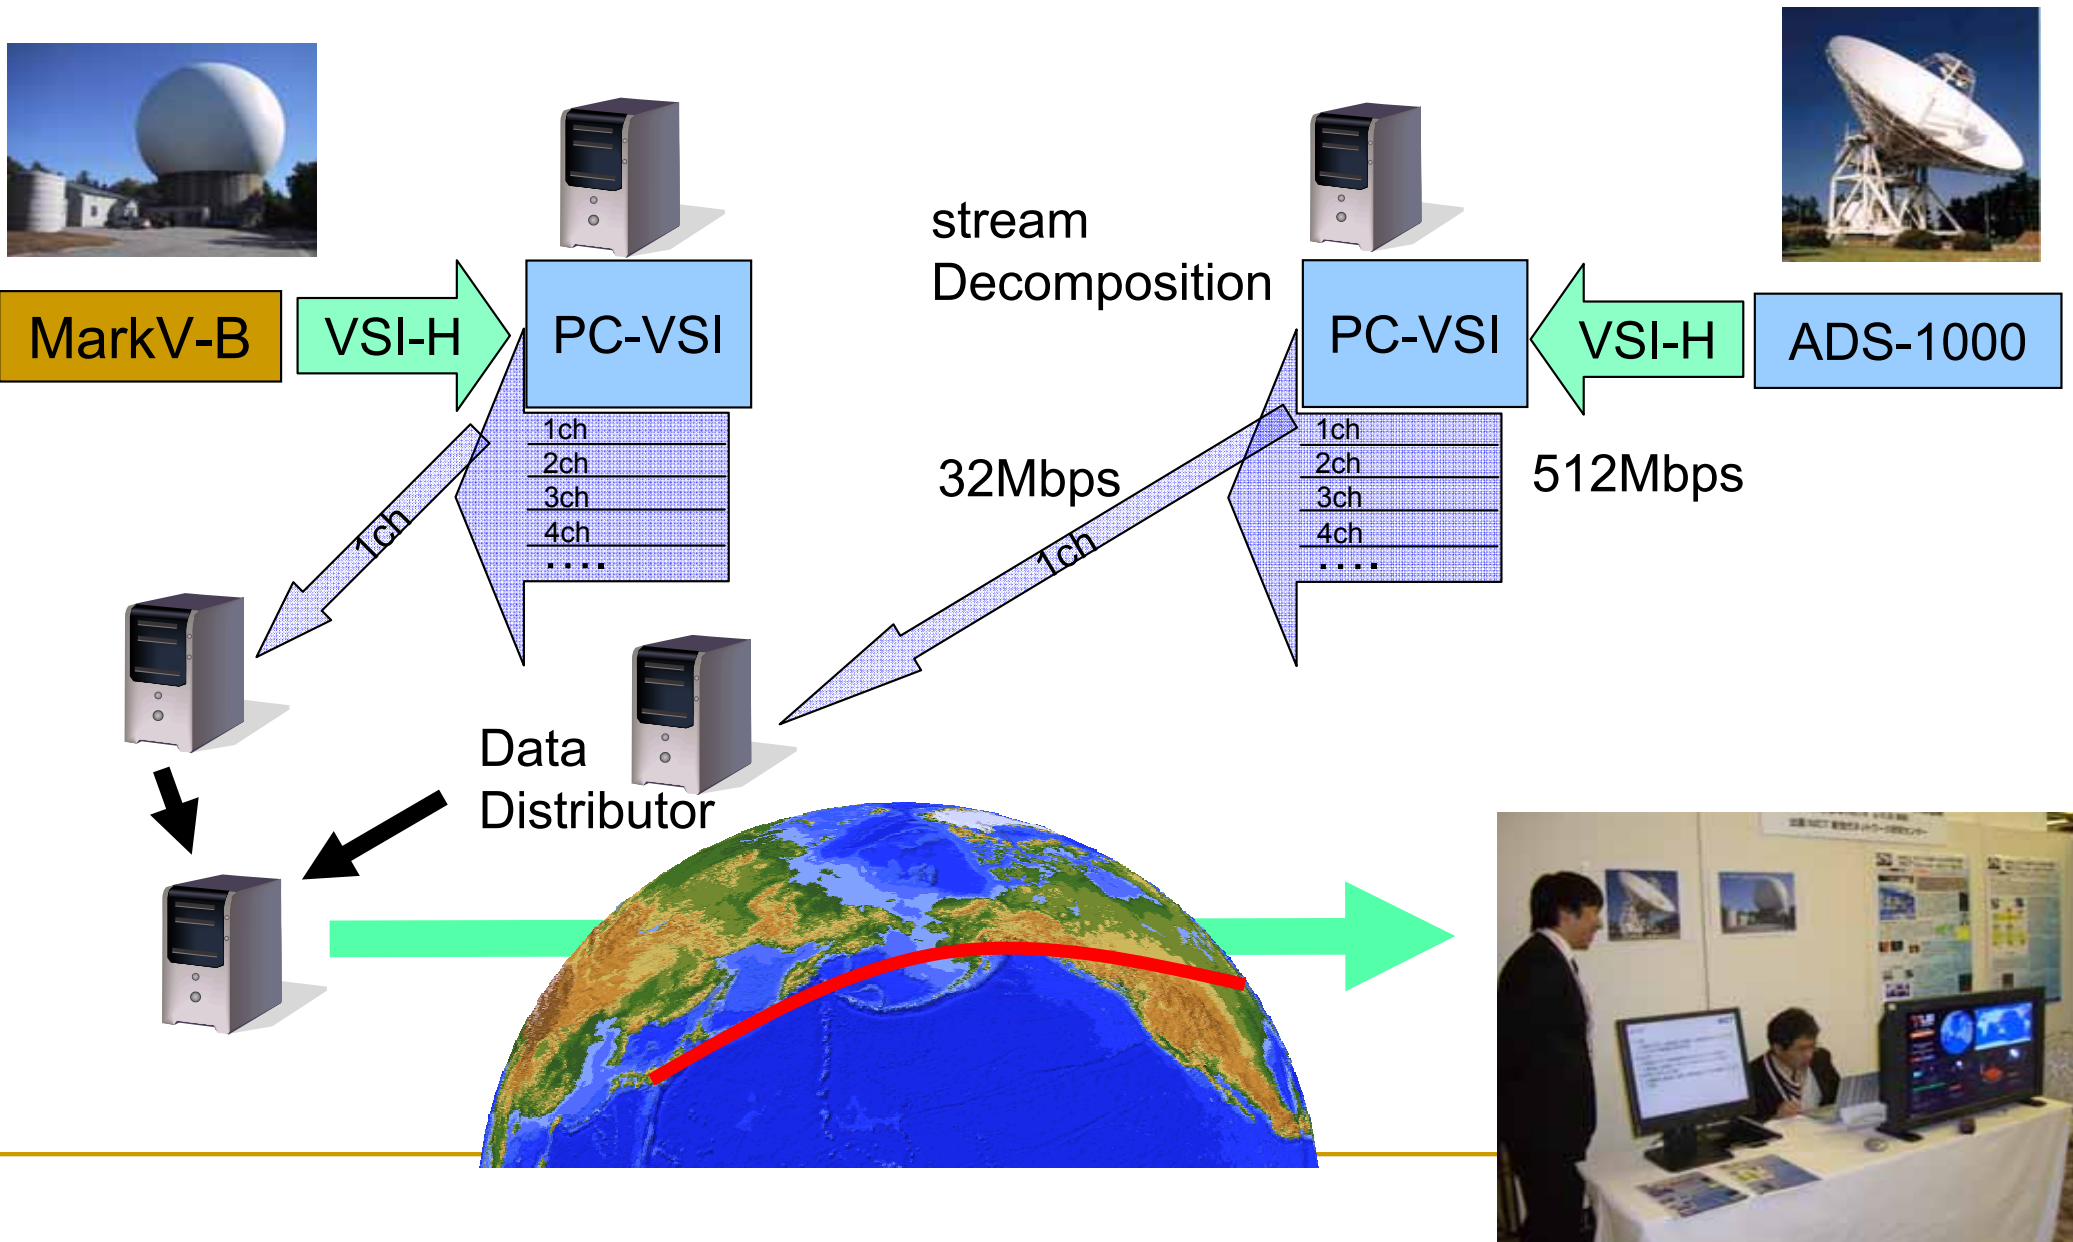 stream
Decomposition
MarkV-B
VSI-H
PC-VSI
PC-VSI
VSI-H
ADS-1000
1ch
2ch
3ch
4ch
....
1ch
32Mbps
1ch
1ch
2ch
3ch
4ch
....
512Mbps
Data
Distributor